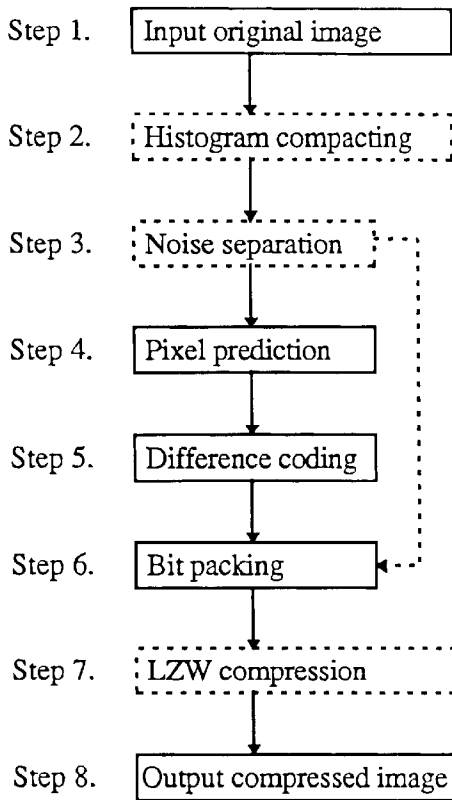 Step 1. Input original image
Step 2. Histogram compacting
Step 3. Noise separation
Step 4. Pixel prediction
Step 5. Difference coding
Step 6. Bit packing
Step 7. LZW compression
Step 8. Output compressed image